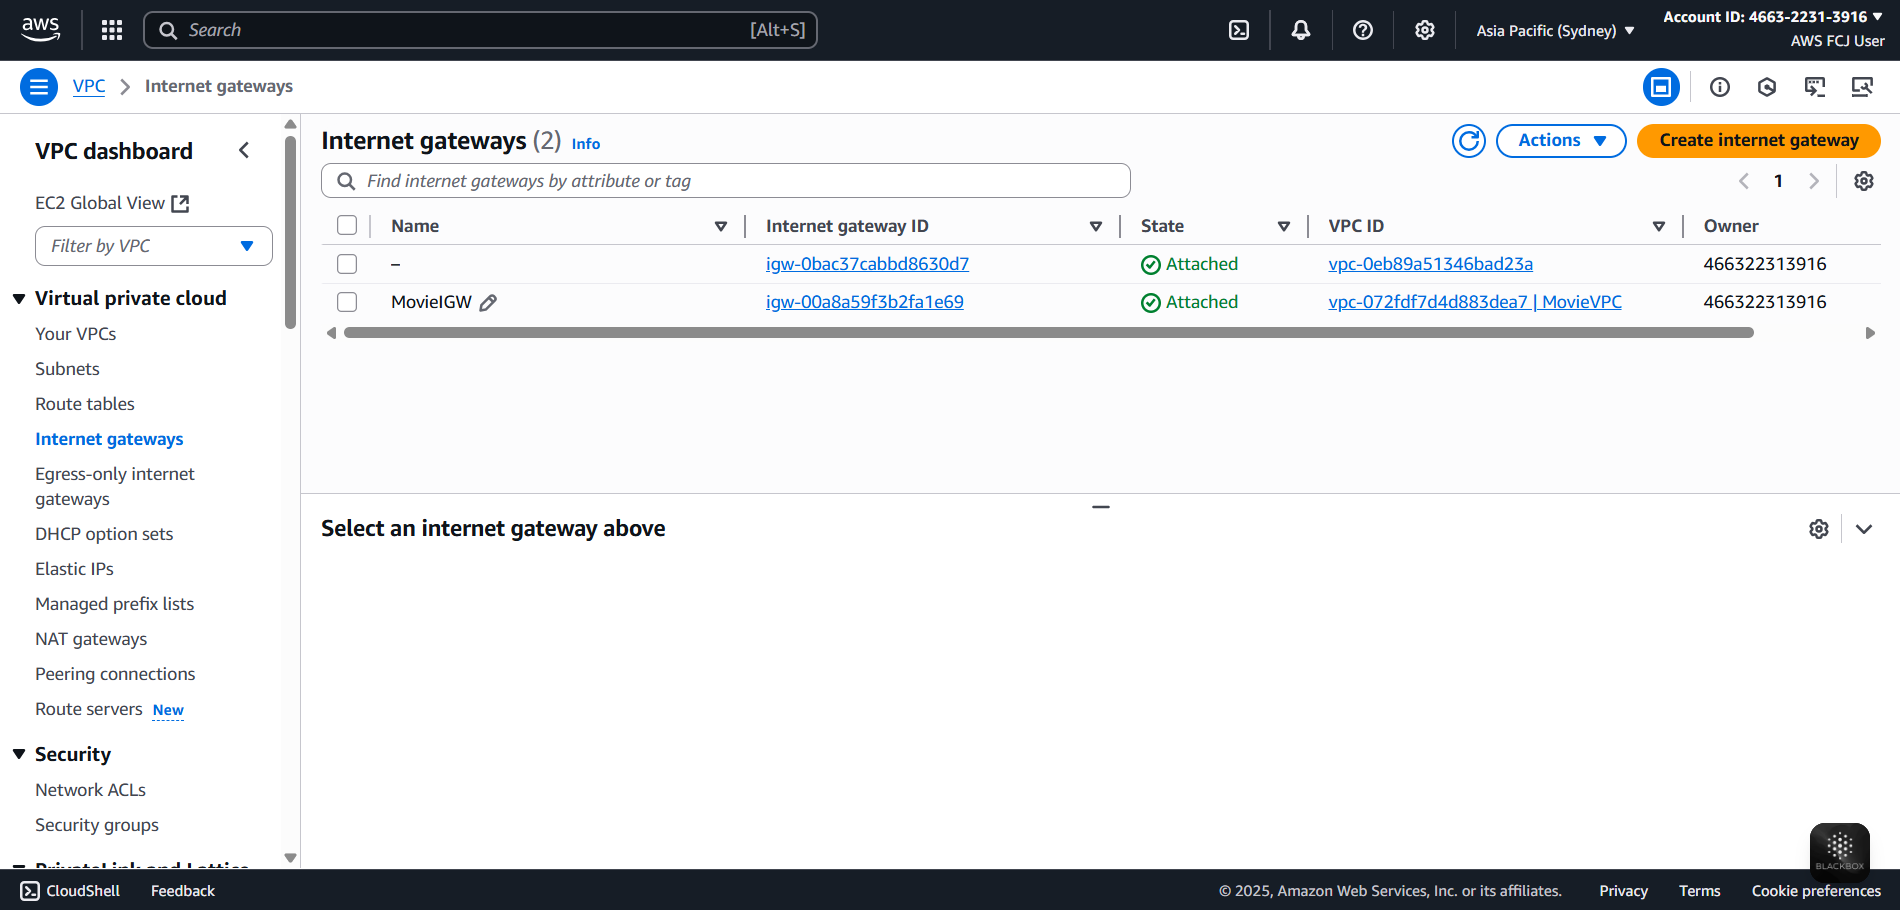 aws
Search
[Alt+S]
Asia Pacific (Sydney)
Account ID: 4663-2231-3916
AWS FCJ User
VPC
Internet gateways
VPC dashboard
EC2 Global View
Filter by VPC
Virtual private cloud
Your VPCs
Subnets
Route tables
Internet gateways
Egress-only internet
gateways
DHCP option sets
Elastic IPs
Managed prefix lists
NAT gateways
Peering connections
Route servers New
Security
Network ACLs
Security groups
PrivateLink and Lattice
Internet gateways (2) Info
Actions
Create internet gateway
Find internet gateways by attribute or tag
1
Name Internet gateway ID State VPC ID Owner
– igw-0bac37cabbd8630d7 Attached vpc-0eb89a51346bad23a 466322313916
MovieIGW igw-00a8a59f3b2fa1e69 Attached vpc-072fdf7d4d883dea7 | MovieVPC 466322313916
Select an internet gateway above
BLACKBOX
CloudShell
Feedback
© 2025, Amazon Web Services, Inc. or its affiliates.
Privacy
Terms
Cookie preferences